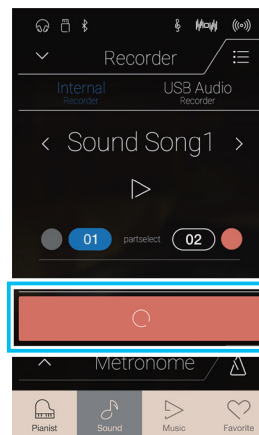 Recorder
Internal
Recorder
USB Audio
Recorder
Sound Song1
01 partselect 02
Metronome
Pianist Sound Music Favorite